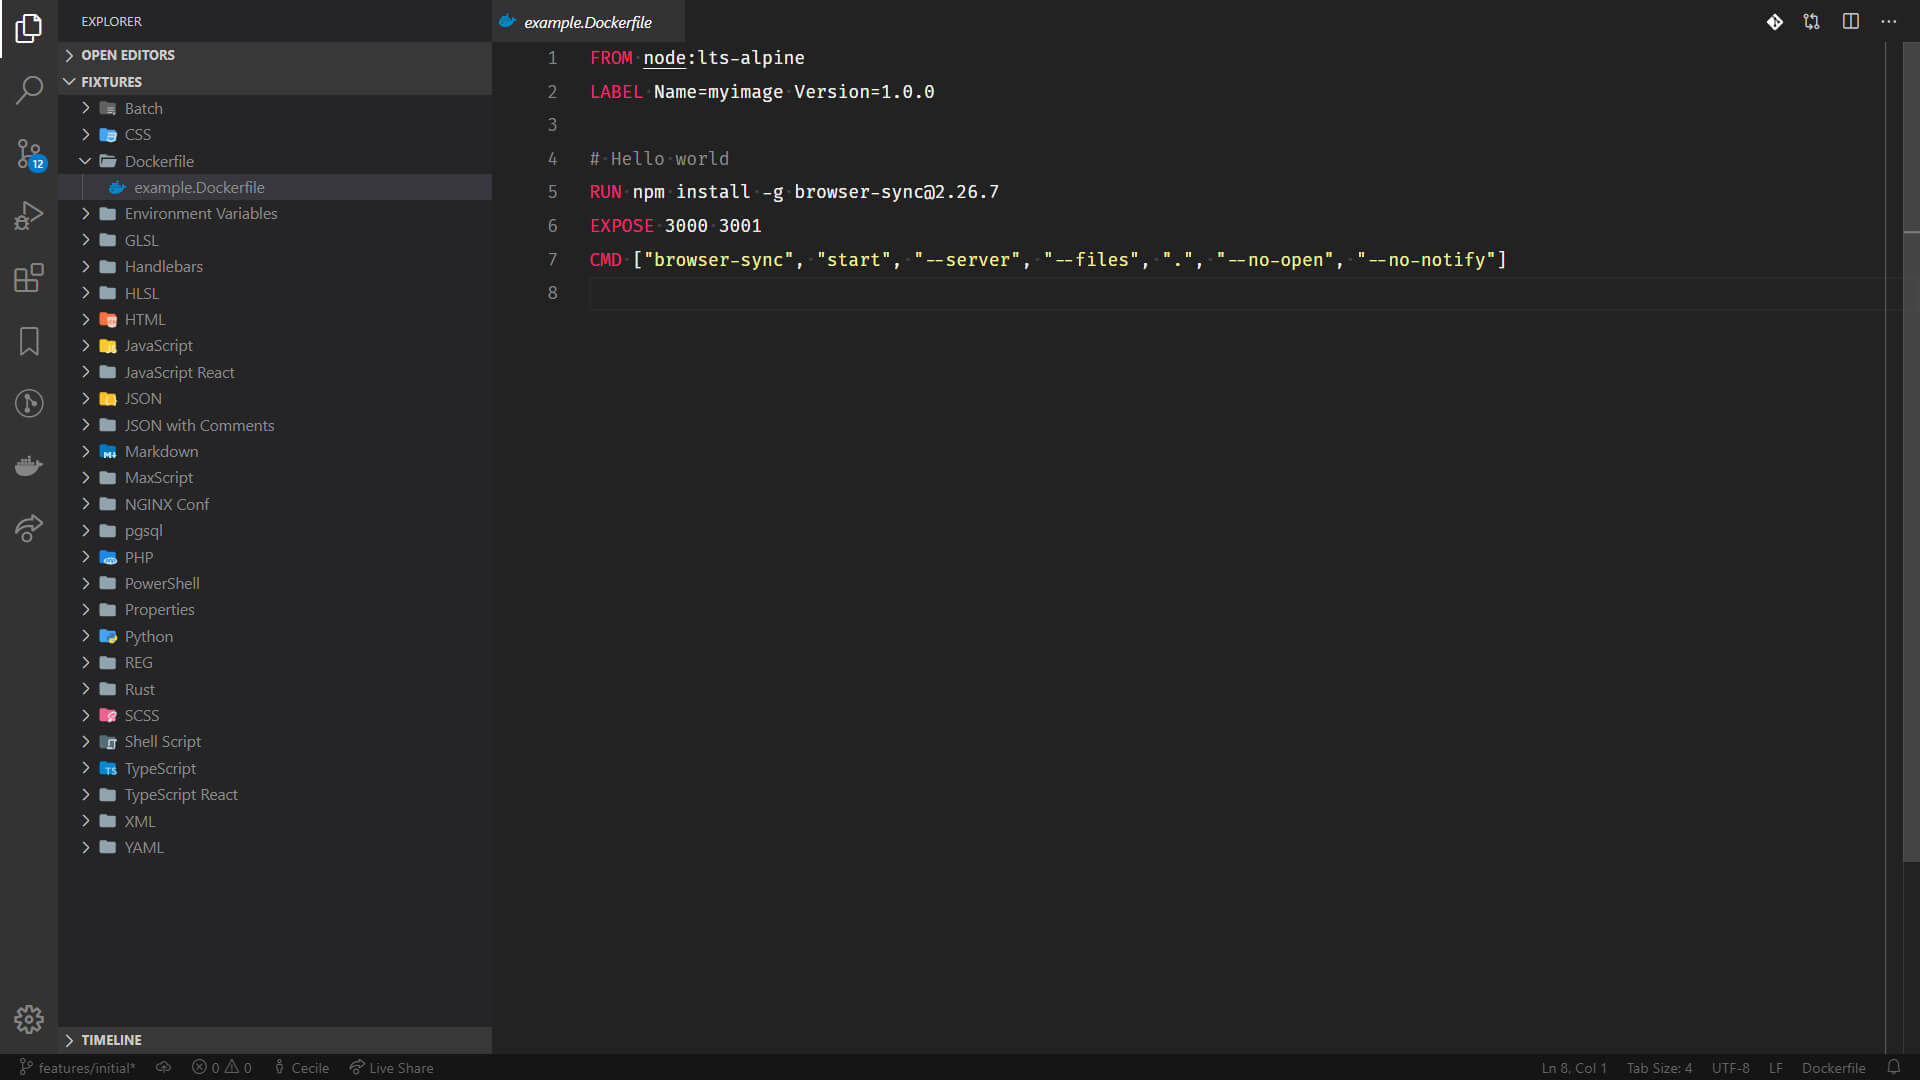 EXPLORER
OPEN EDITORS
FIXTURES
Batch
CSS
Dockerfile
example.Dockerfile
Environment Variables
GLSL
Handlebars
HLSL
HTML
JavaScript
JavaScript React
JSON
JSON with Comments
Markdown
MaxScript
NGINX Conf
pgsql
PHP
PowerShell
Properties
Python
REG
Rust
SCSS
Shell Script
TypeScript
TypeScript React
XML
YAML
TIMELINE
12
example.Dockerfile
1 FROM node:lts-alpine
2 LABEL Name=myimage Version=1.0.0
3
4 # Hello world
5 RUN npm install -g browser-sync@2.26.7
6 EXPOSE 3000 3001
7 CMD ["browser-sync", "start", "--server", "--files", ".", "--no-open", "--no-notify"]
8
features/initial* 0 0 Cecile Live Share Ln 8, Col 1 Tab Size: 4 UTF-8 LF Dockerfile